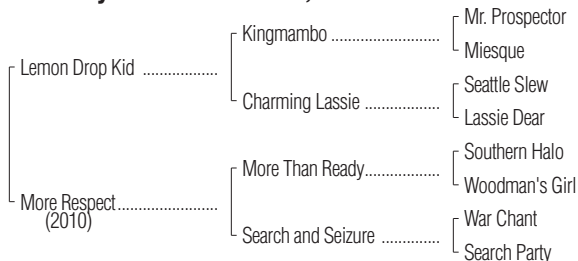 Mr. Prospector
Kingmambo ......................
Miesque
Lemon Drop Kid ..................
Seattle Slew
Charming Lassie ..................
Lassie Dear
Southern Halo
More Than Ready..................
Woodman's Girl
More Respect........................
(2010)
War Chant
Search and Seizure ..............
Search Party